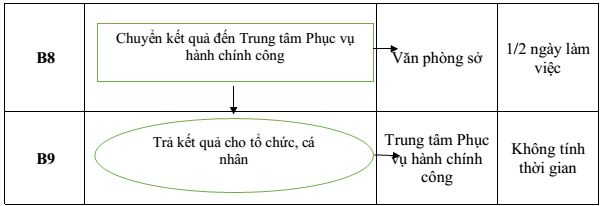 B8
Chuyển kết quả đến Trung tâm Phục vụ
hành chính công
Văn phòng sở
1/2 ngày làm
việc
B9
Trả kết quả cho tổ chức, cá
nhân
Trung tâm Phục
vụ hành chính
công
Không tính
thời gian